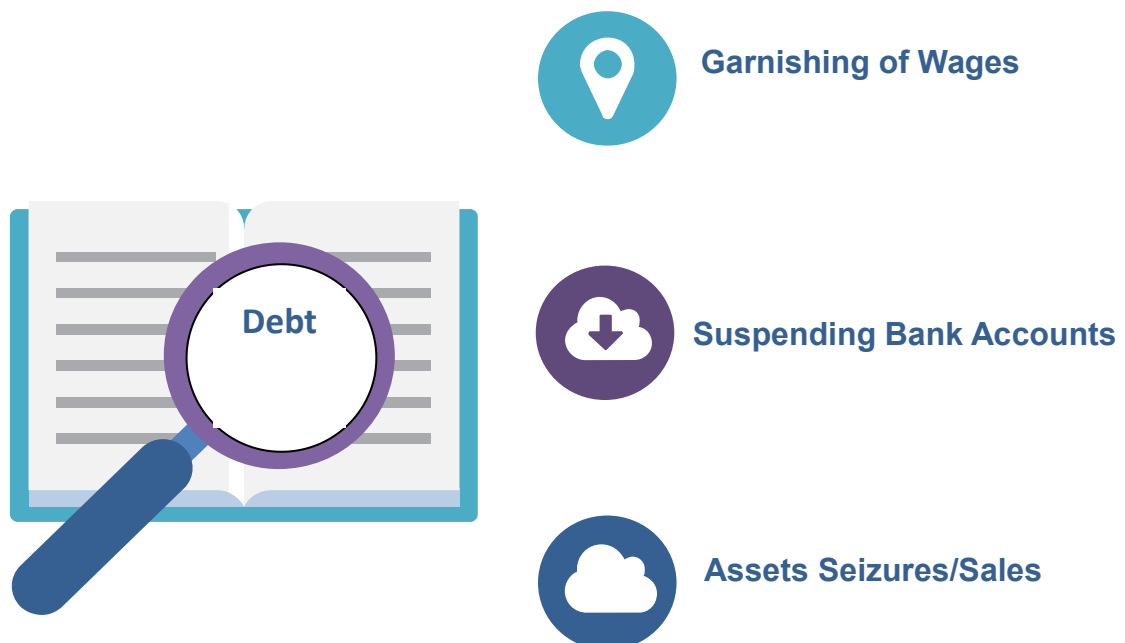 Garnishing of Wages
Debt
Suspending Bank Accounts
Assets Seizures/Sales